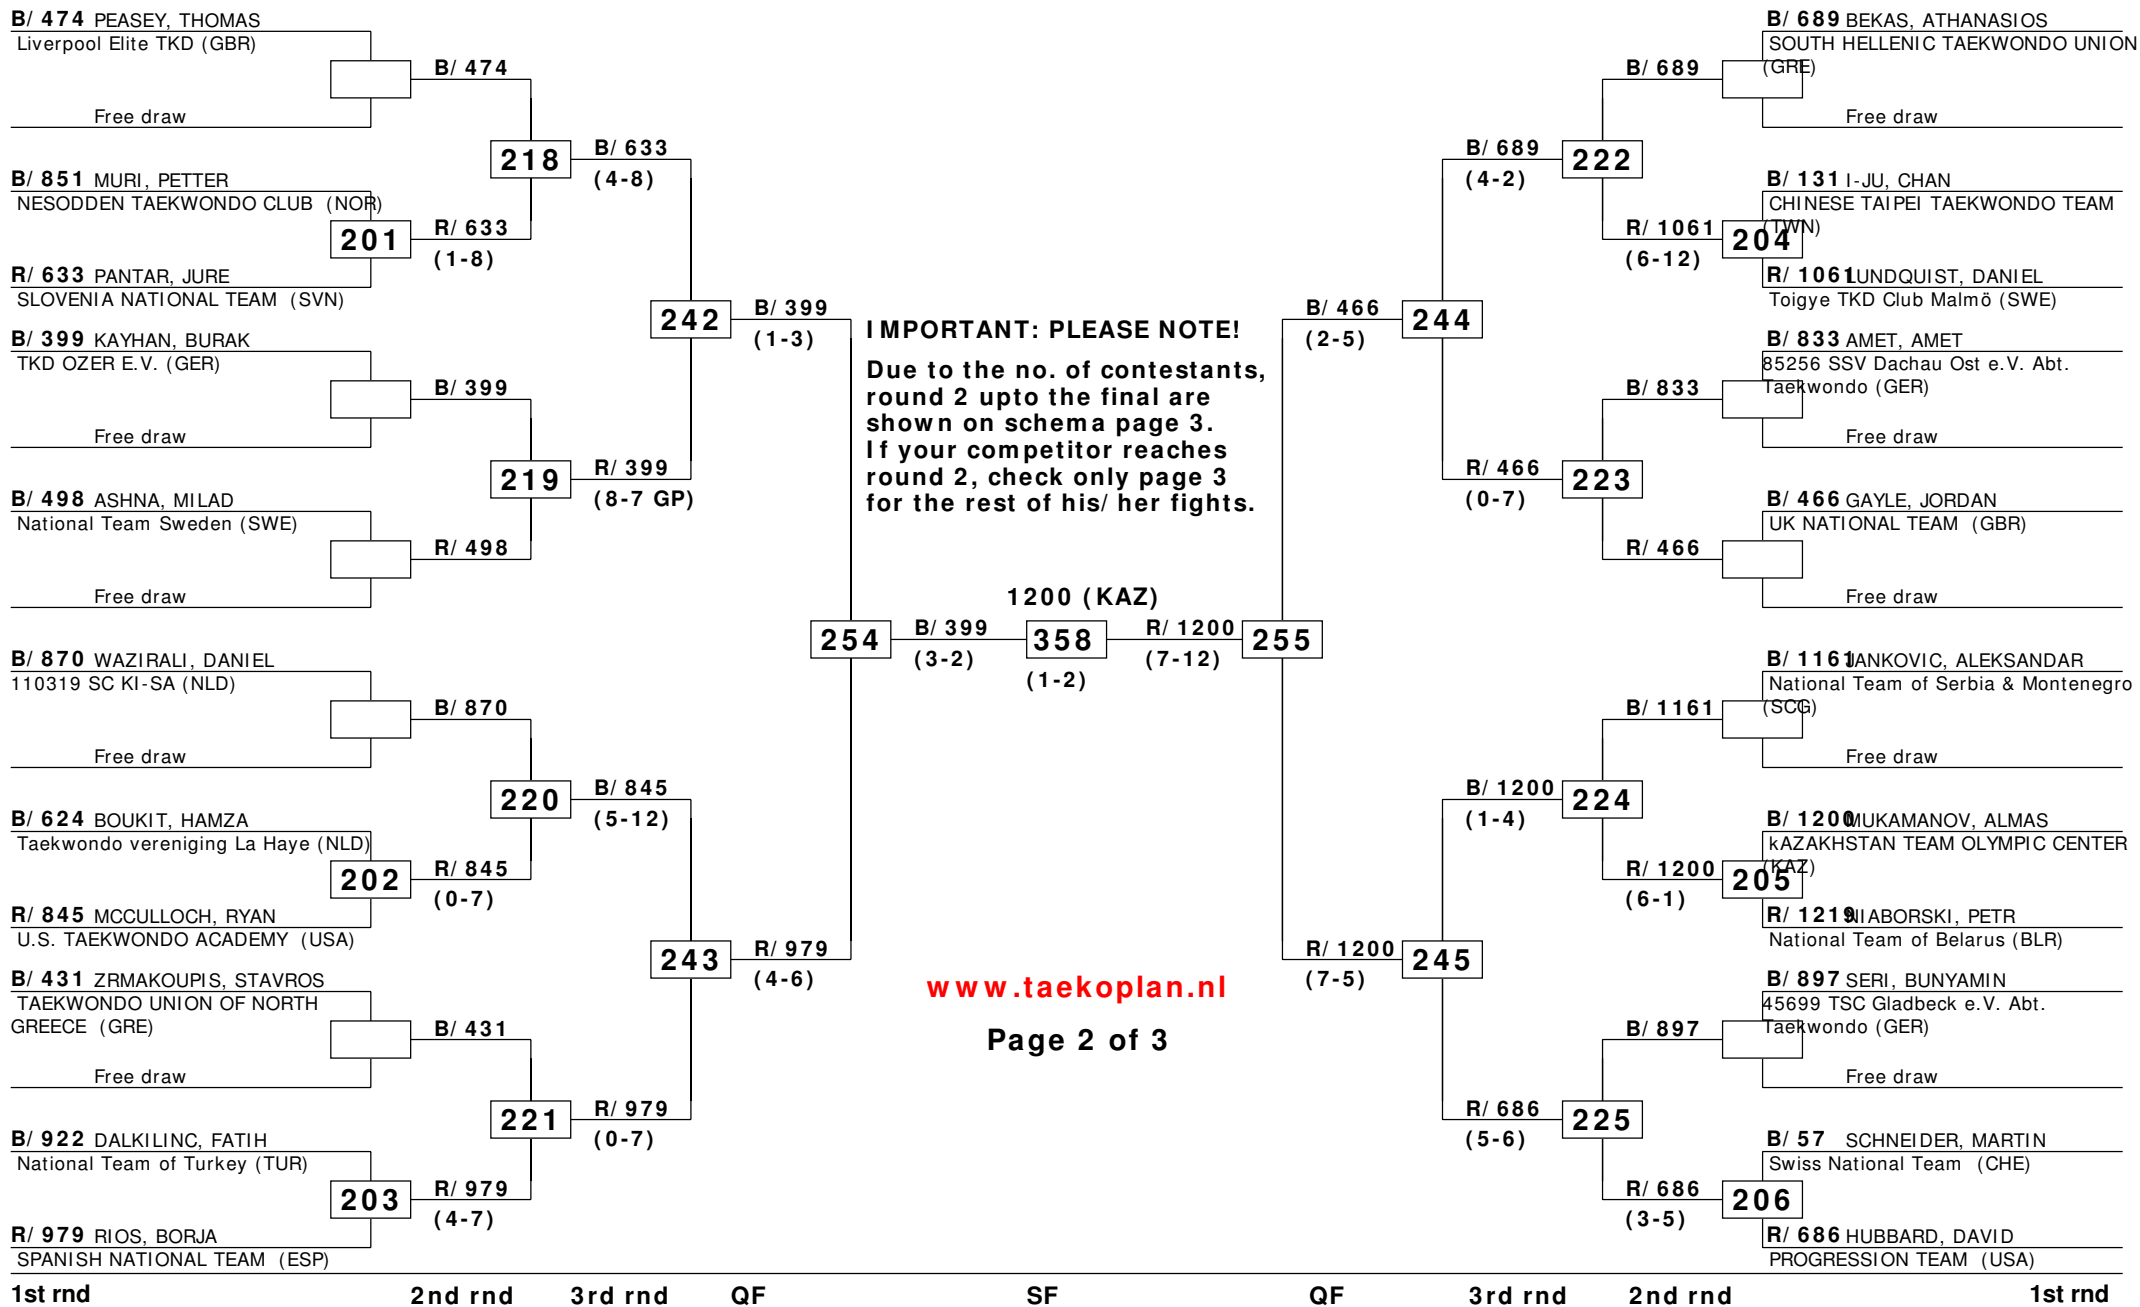 B/ 474 PEASEY, THOMAS
Liverpool Elite TKD (GBR)
Free draw
B/ 851 MURI, PETTER
NESODDEN TAEKWONDO CLUB (NOR)
R/ 633 PANTAR, JURE
SLOVENIA NATIONAL TEAM (SVN)
B/ 399 KAYHAN, BURAK
TKD OZER E.V. (GER)
Free draw
B/ 498 ASHNA, MILAD
National Team Sweden (SWE)
Free draw
B/ 870 WAZIRALI, DANIEL
110319 SC KI-SA (NLD)
Free draw
B/ 624 BOUKIT, HAMZA
Taekwondo vereniging La Haye (NLD)
R/ 845 MCCULLOCH, RYAN
U.S. TAEKWONDO ACADEMY (USA)
B/ 431 ZRMAKOUPIS, STAVROS
TAEKWONDO UNION OF NORTH
GREECE (GRE)
Free draw
B/ 922 DALKILINC, FATIH
National Team of Turkey (TUR)
R/ 979 RIOS, BORJA
SPANISH NATIONAL TEAM (ESP)
201
202
203
B/ 474
R/ 633
(1-8)
B/ 399
R/ 498
B/ 870
R/ 845
(0-7)
B/ 431
R/ 979
(4-7)
218
219
220
221
B/ 633
(4-8)
R/ 399
(8-7 GP)
B/ 845
(5-12)
R/ 979
(0-7)
242
243
B/ 399
(1-3)
R/ 979
(4-6)
254
B/ 399
(3-2)
IMPORTANT: PLEASE NOTE!
Due to the no. of contestants,
round 2 upto the final are
shown on schema page 3.
If your competitor reaches
round 2, check only page 3
for the rest of his/ her fights.
1200 (KAZ)
358
(1-2)
R/ 1200
(7-12)
255
www.taekoplan.nl
Page 2 of 3
B/ 466
(2-5)
R/ 1200
(7-5)
244
245
B/ 689
(4-2)
R/ 466
(0-7)
B/ 1200
(1-4)
R/ 686
(5-6)
222
223
224
225
B/ 689
R/ 1061
(6-12)
B/ 833
R/ 466
B/ 1161
R/ 1200
(6-1)
B/ 897
R/ 686
(3-5)
204
205
206
B/ 689 BEKAS, ATHANASIOS
SOUTH HELLENIC TAEKWONDO UNION
(GRE)
Free draw
B/ 131 I-JU, CHAN
CHINESE TAIPEI TAEKWONDO TEAM
(TWN)
R/ 1061 LUNDQUIST, DANIEL
Toigye TKD Club Malmö (SWE)
B/ 833 AMET, AMET
85256 SSV Dachau Ost e.V. Abt.
Taekwondo (GER)
Free draw
B/ 466 GAYLE, JORDAN
UK NATIONAL TEAM (GBR)
Free draw
B/ 1161 JANKOVIC, ALEKSANDAR
National Team of Serbia & Montenegro
(SCG)
Free draw
B/ 1200 MUKAMANOV, ALMAS
kAZAKHSTAN TEAM OLYMPIC CENTER
(KAZ)
R/ 1219 NIABORSKI, PETR
National Team of Belarus (BLR)
B/ 897 SERI, BUNYAMIN
45699 TSC Gladbeck e.V. Abt.
Taekwondo (GER)
Free draw
B/ 57 SCHNEIDER, MARTIN
Swiss National Team (CHE)
R/ 686 HUBBARD, DAVID
PROGRESSION TEAM (USA)
1st rnd 2nd rnd 3rd rnd QF SF QF 3rd rnd 2nd rnd 1st rnd